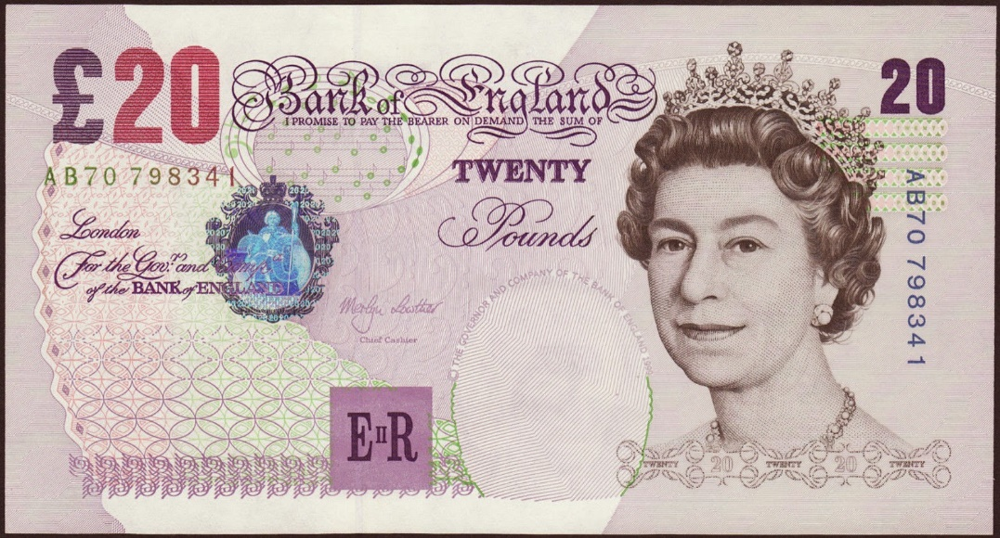 £20
Bank of England
I PROMISE TO PAY THE BEARER ON DEMAND THE SUM OF
TWENTY
Pounds
20
AB70 798341
AB70 798341
London
For the Gov:r and Comp:a
of the BANK of ENGLAND
Merlyn Lowther
Chief Cashier
© THE GOVERNOR AND COMPANY OF THE BANK OF ENGLAND 1999
E II R
TWENTY 20 TWENTY 20 TWENTY